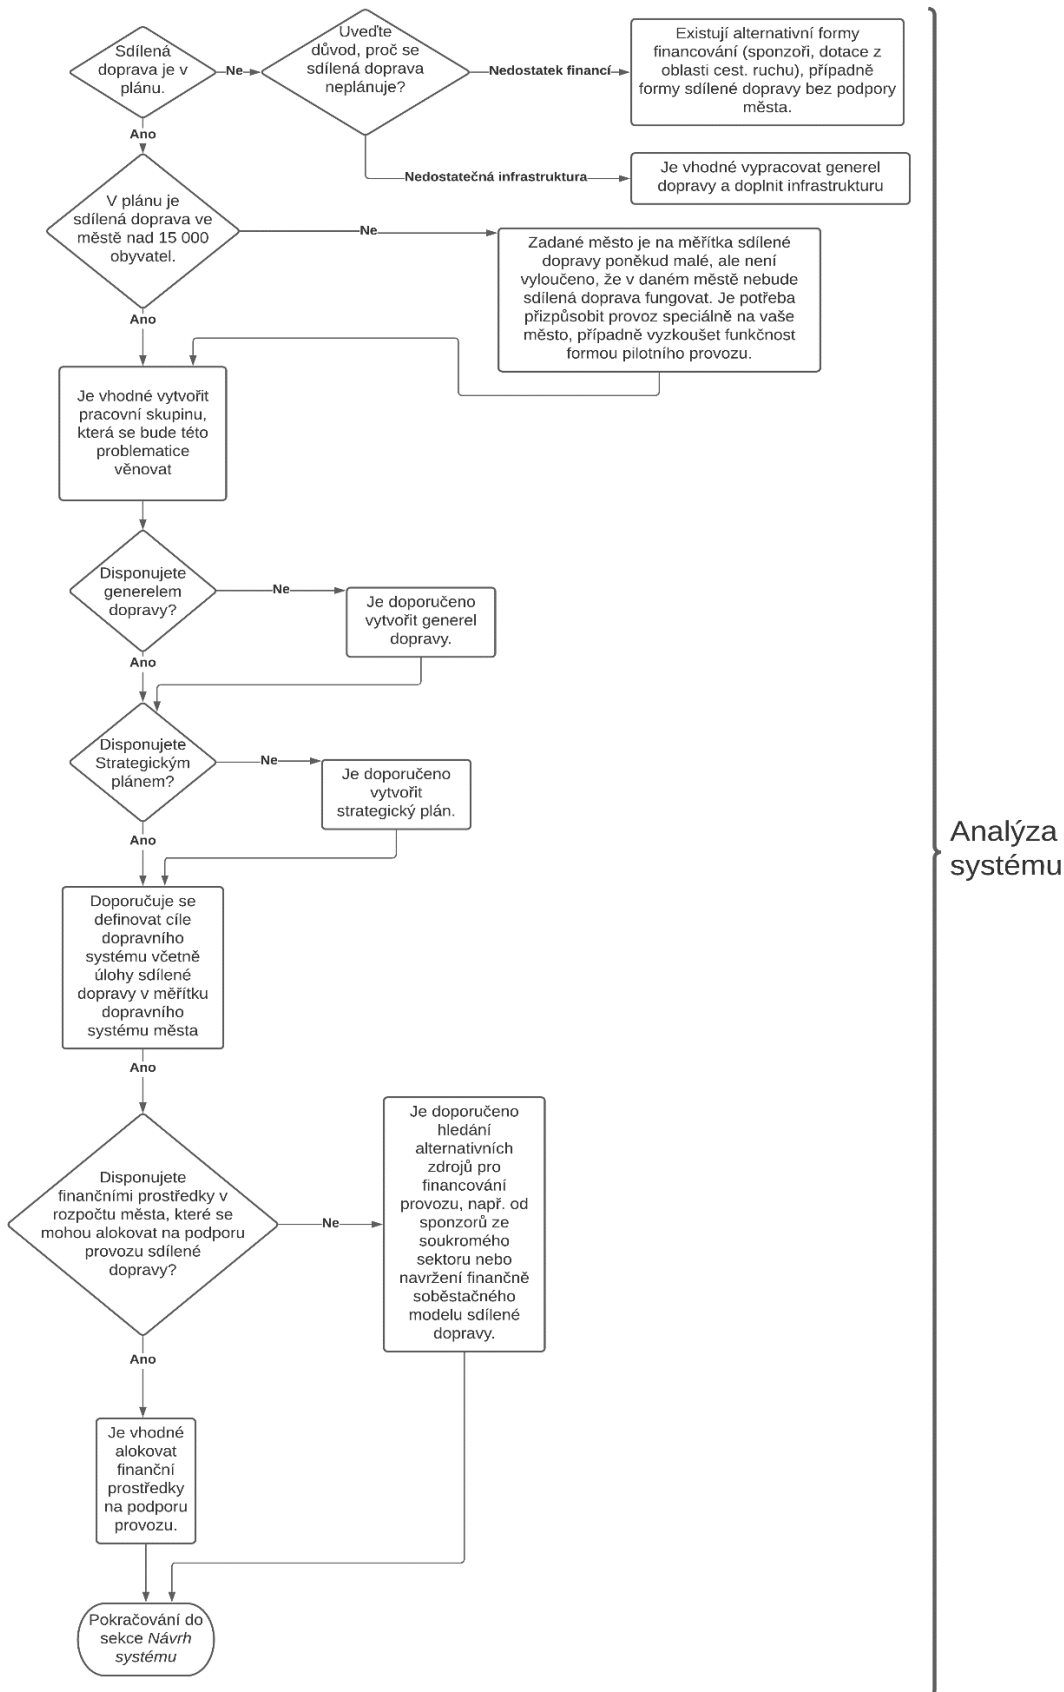 Sdílená
doprava je v
plánu.
Ne
Uveďte
důvod, proč se
sdílená doprava
neplánuje?
Nedostatek financí
Existují alternativní formy
financování (sponzoři, dotace z
oblasti cest. ruchu), případně
formy sdílené dopravy bez podpory
města.
Ano
Nedostatečná infrastruktura
Je vhodné vypracovat generel
dopravy a doplnit infrastrukturu
V plánu je
sdílená doprava ve
městě nad 15 000
obyvatel.
Ne
Zadané město je na měřítka sdílené
dopravy poněkud malé, ale není
vyloučeno, že v daném městě nebude
sdílená doprava fungovat. Je potřeba
přizpůsobit provoz speciálně na vaše
město, případně vyzkoušet funkčnost
formou pilotního provozu.
Ano
Je vhodné vytvořit
pracovní skupinu,
která se bude této
problematice
věnovat
Disponujete
generelem
dopravy?
Ne
Je doporučeno
vytvořit generel
dopravy.
Ano
Disponujete
Strategickým
plánem?
Ne
Je doporučeno
vytvořit
strategický plán.
Ano
Analýza
systému
Doporučuje se
definovat cíle
dopravního
systému včetně
úlohy sdílené
dopravy v měřítku
dopravního
systému města
Ano
Disponujete
finančními prostředky v
rozpočtu města, které se
mohou alokovat na podporu
provozu sdílené
dopravy?
Ne
Je doporučeno
hledání
alternativních
zdrojů pro
financování
provozu, např. od
sponzorů ze
soukromého
sektoru nebo
navržení finančně
soběstačného
modelu sdílené
dopravy.
Ano
Je vhodné
alokovat
finanční
prostředky
na podporu
provozu.
Pokračování do
sekce Návrh
systému